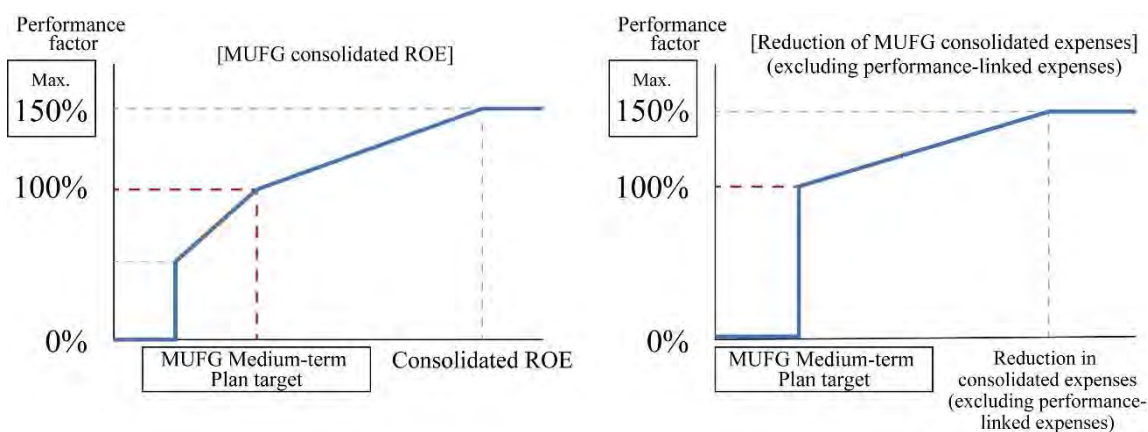 Performance
factor
[MUFG consolidated ROE]
Max.
150%
100%
0%
MUFG Medium-term
Plan target
Consolidated ROE
Performance
factor
[Reduction of MUFG consolidated expenses]
(excluding performance-linked expenses)
Max.
150%
100%
0%
MUFG Medium-term
Plan target
Reduction in
consolidated expenses
(excluding performance-
linked expenses)